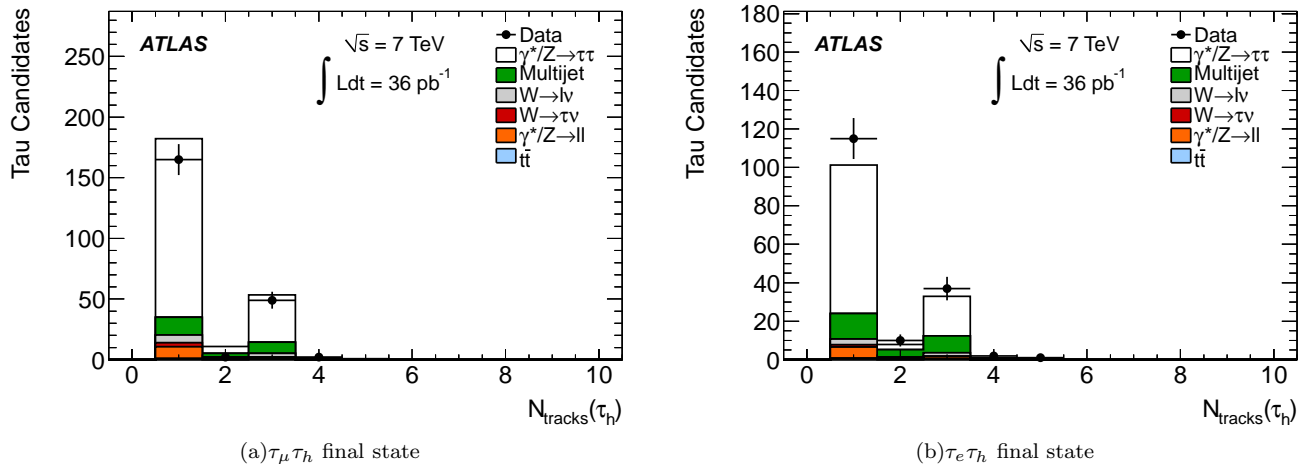 Tau Candidates
250
200
150
100
50
0
ATLAS
√s = 7 TeV
∫ Ldt = 36 pb⁻¹
Data
γ*/Z→ττ
Multijet
W→lν
W→τν
γ*/Z→ll
tt̄
0 2 4 6 8 10
N_tracks(τ_h)
(a)τ_μτ_h final state
Tau Candidates
180
160
140
120
100
80
60
40
20
0
ATLAS
√s = 7 TeV
∫ Ldt = 36 pb⁻¹
Data
γ*/Z→ττ
Multijet
W→lν
W→τν
γ*/Z→ll
tt̄
0 2 4 6 8 10
N_tracks(τ_h)
(b)τ_eτ_h final state